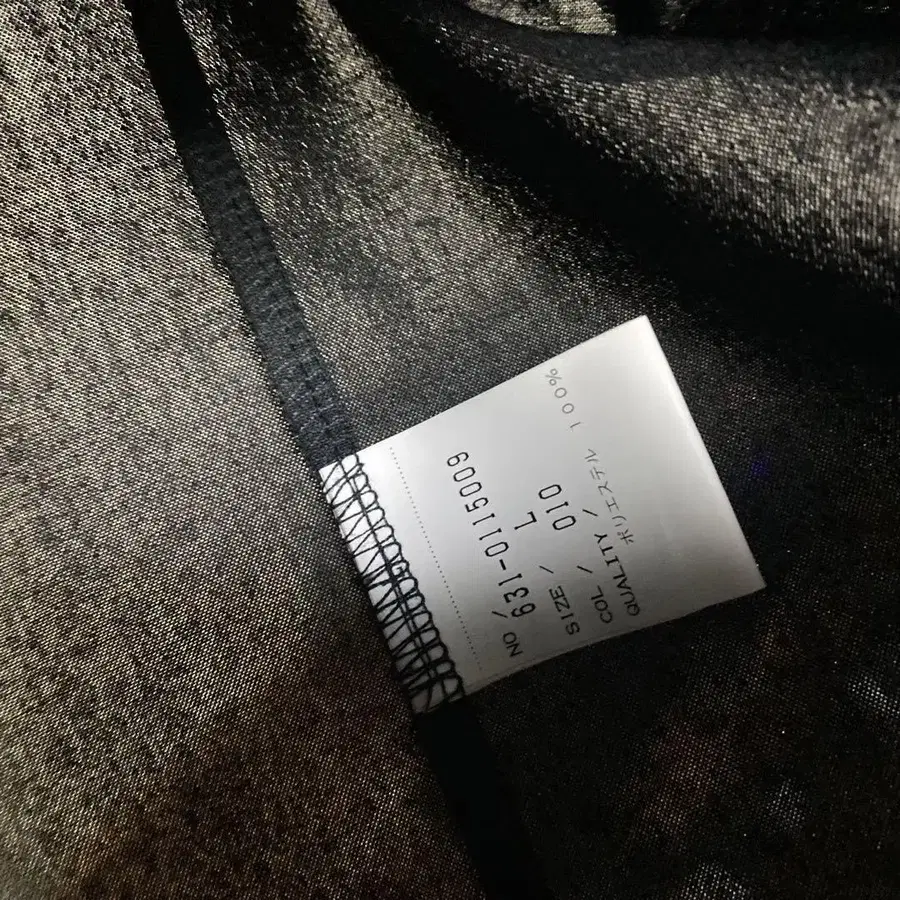 NO/
631-0115009
SIZE / L
COL / 010
QUALITY /
ポリエステル 100%